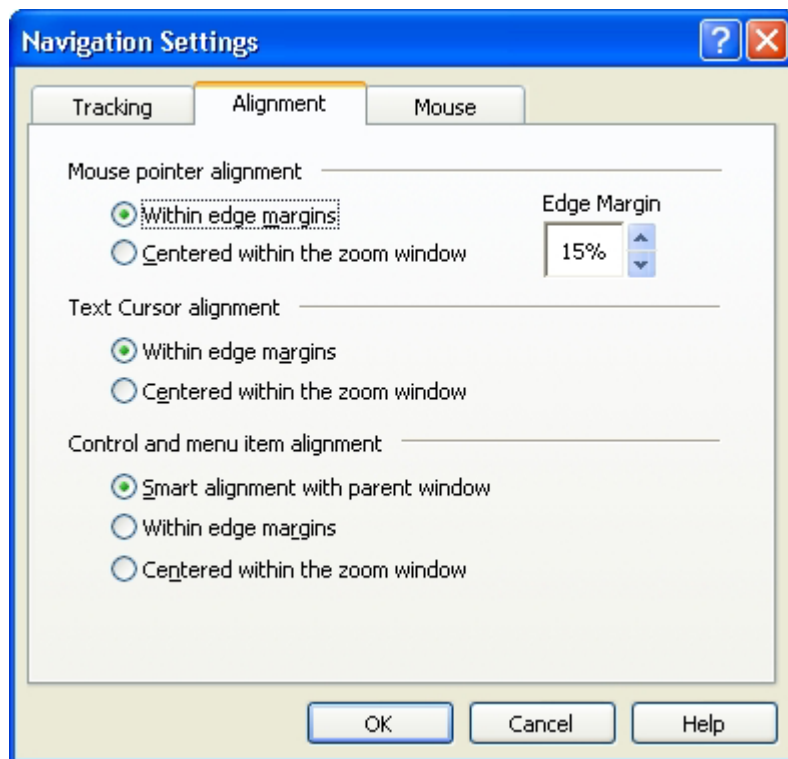 Navigation Settings
Tracking Alignment Mouse
Mouse pointer alignment
Within edge margins
Edge Margin
Centered within the zoom window
15%
Text Cursor alignment
Within edge margins
Centered within the zoom window
Control and menu item alignment
Smart alignment with parent window
Within edge margins
Centered within the zoom window
OK Cancel Help